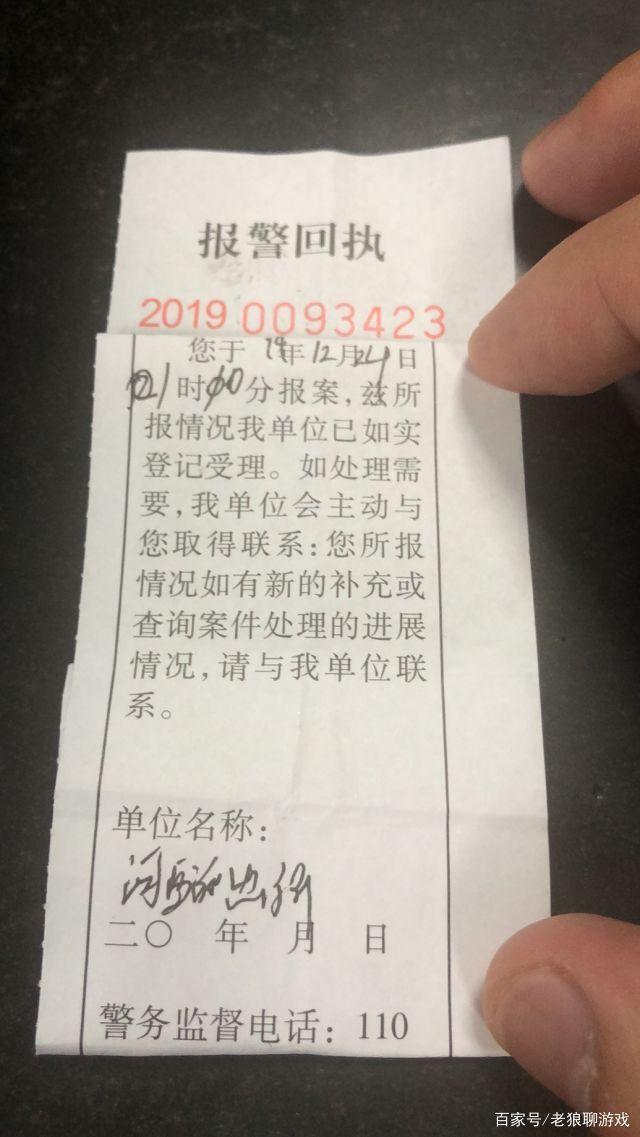 报警回执
2019 0093423
您于 19年12月24日
21时10分报案,兹所
报情况我单位已如实
登记受理。如处理需
要,我单位会主动与
您取得联系:您所报
情况如有新的补充或
查询案件处理的进展
情况,请与我单位联
系。
单位名称:
二〇 年 月 日
警务监督电话: 110
百家号/老狼聊游戏